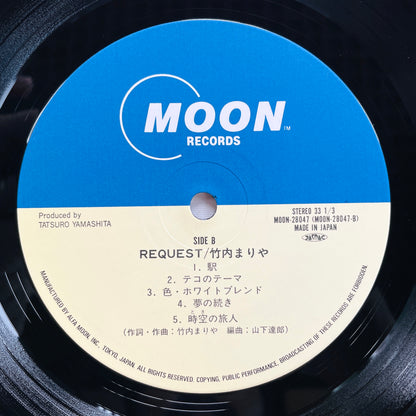 MOON
TM
RECORDS
Produced by
TATSURO YAMASHITA
STEREO 33 1/3
MOON-28047 (MOON-28047-B)
MADE IN JAPAN
SIDE B
REQUEST/竹内まりや
1. 駅
2. テコのテーマ
3. 色・ホワイトブレンド
4. 夢の続き
とき
5. 時空の旅人
(作詞・作曲:竹内まりや 編曲:山下達郎)
MANUFACTURED BY ALFA MOON INC. TOKYO, JAPAN. ALL RIGHTS RESERVED. COPYING, PUBLIC PERFORMANCE, BROADCASTING OF THESE RECORDS ARE FORBIDDEN.